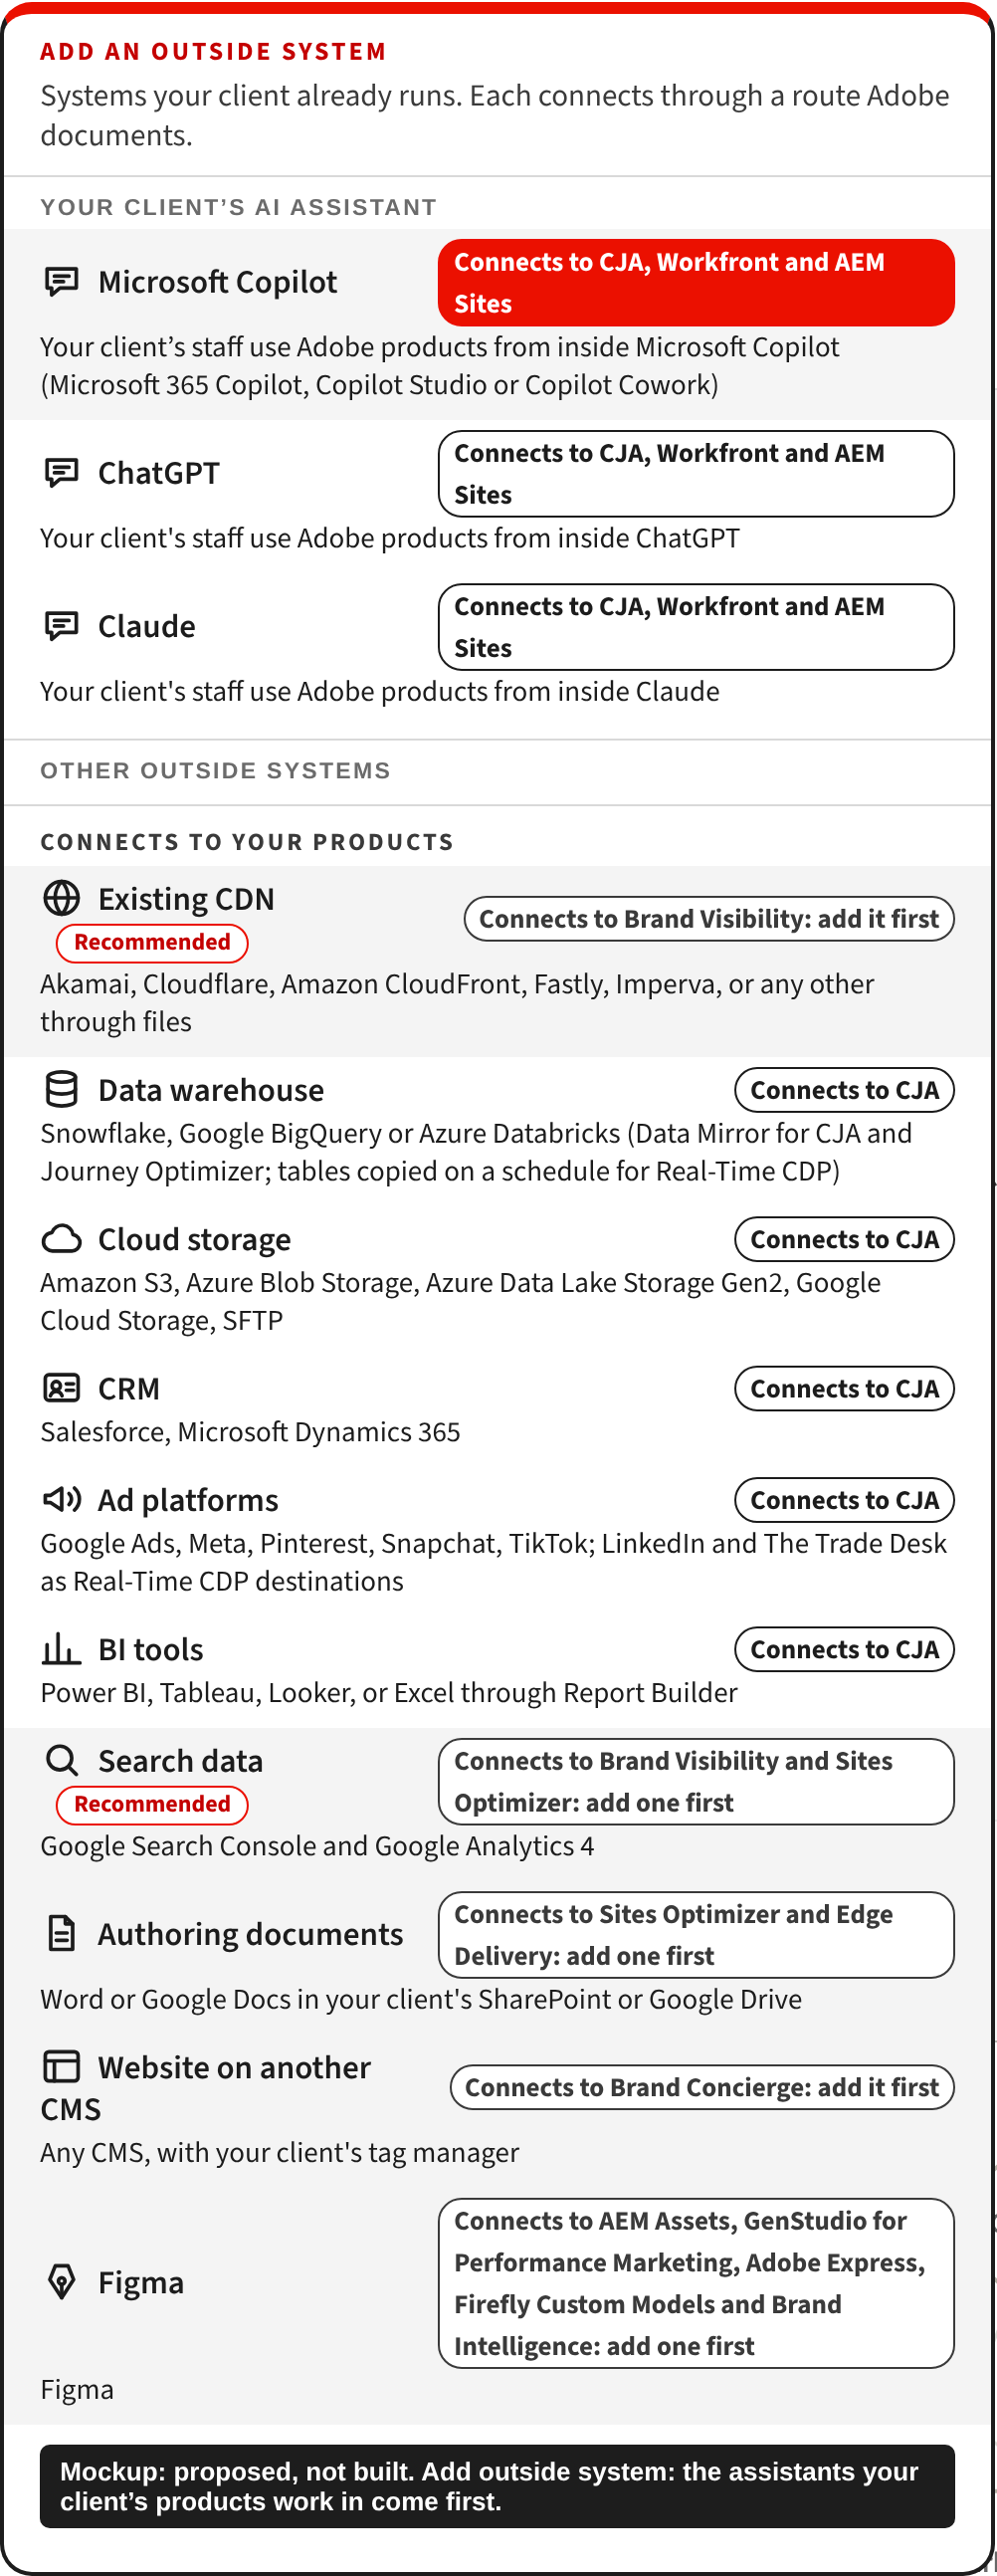 ADD AN OUTSIDE SYSTEM
Systems your client already runs. Each connects through a route Adobe
documents.
YOUR CLIENT’S AI ASSISTANT
Microsoft Copilot
Connects to CJA, Workfront and AEM
Sites
Your client’s staff use Adobe products from inside Microsoft Copilot
(Microsoft 365 Copilot, Copilot Studio or Copilot Cowork)
ChatGPT
Connects to CJA, Workfront and AEM
Sites
Your client's staff use Adobe products from inside ChatGPT
Claude
Connects to CJA, Workfront and AEM
Sites
Your client's staff use Adobe products from inside Claude
OTHER OUTSIDE SYSTEMS
CONNECTS TO YOUR PRODUCTS
Existing CDN
Recommended
Connects to Brand Visibility: add it first
Akamai, Cloudflare, Amazon CloudFront, Fastly, Imperva, or any other
through files
Data warehouse
Connects to CJA
Snowflake, Google BigQuery or Azure Databricks (Data Mirror for CJA and
Journey Optimizer; tables copied on a schedule for Real-Time CDP)
Cloud storage
Connects to CJA
Amazon S3, Azure Blob Storage, Azure Data Lake Storage Gen2, Google
Cloud Storage, SFTP
CRM
Connects to CJA
Salesforce, Microsoft Dynamics 365
Ad platforms
Connects to CJA
Google Ads, Meta, Pinterest, Snapchat, TikTok; LinkedIn and The Trade Desk
as Real-Time CDP destinations
BI tools
Connects to CJA
Power BI, Tableau, Looker, or Excel through Report Builder
Search data
Recommended
Connects to Brand Visibility and Sites
Optimizer: add one first
Google Search Console and Google Analytics 4
Authoring documents
Connects to Sites Optimizer and Edge
Delivery: add one first
Word or Google Docs in your client's SharePoint or Google Drive
Website on another
CMS
Connects to Brand Concierge: add it first
Any CMS, with your client's tag manager
Figma
Connects to AEM Assets, GenStudio for
Performance Marketing, Adobe Express,
Firefly Custom Models and Brand
Intelligence: add one first
Figma
Mockup: proposed, not built. Add outside system: the assistants your
client’s products work in come first.